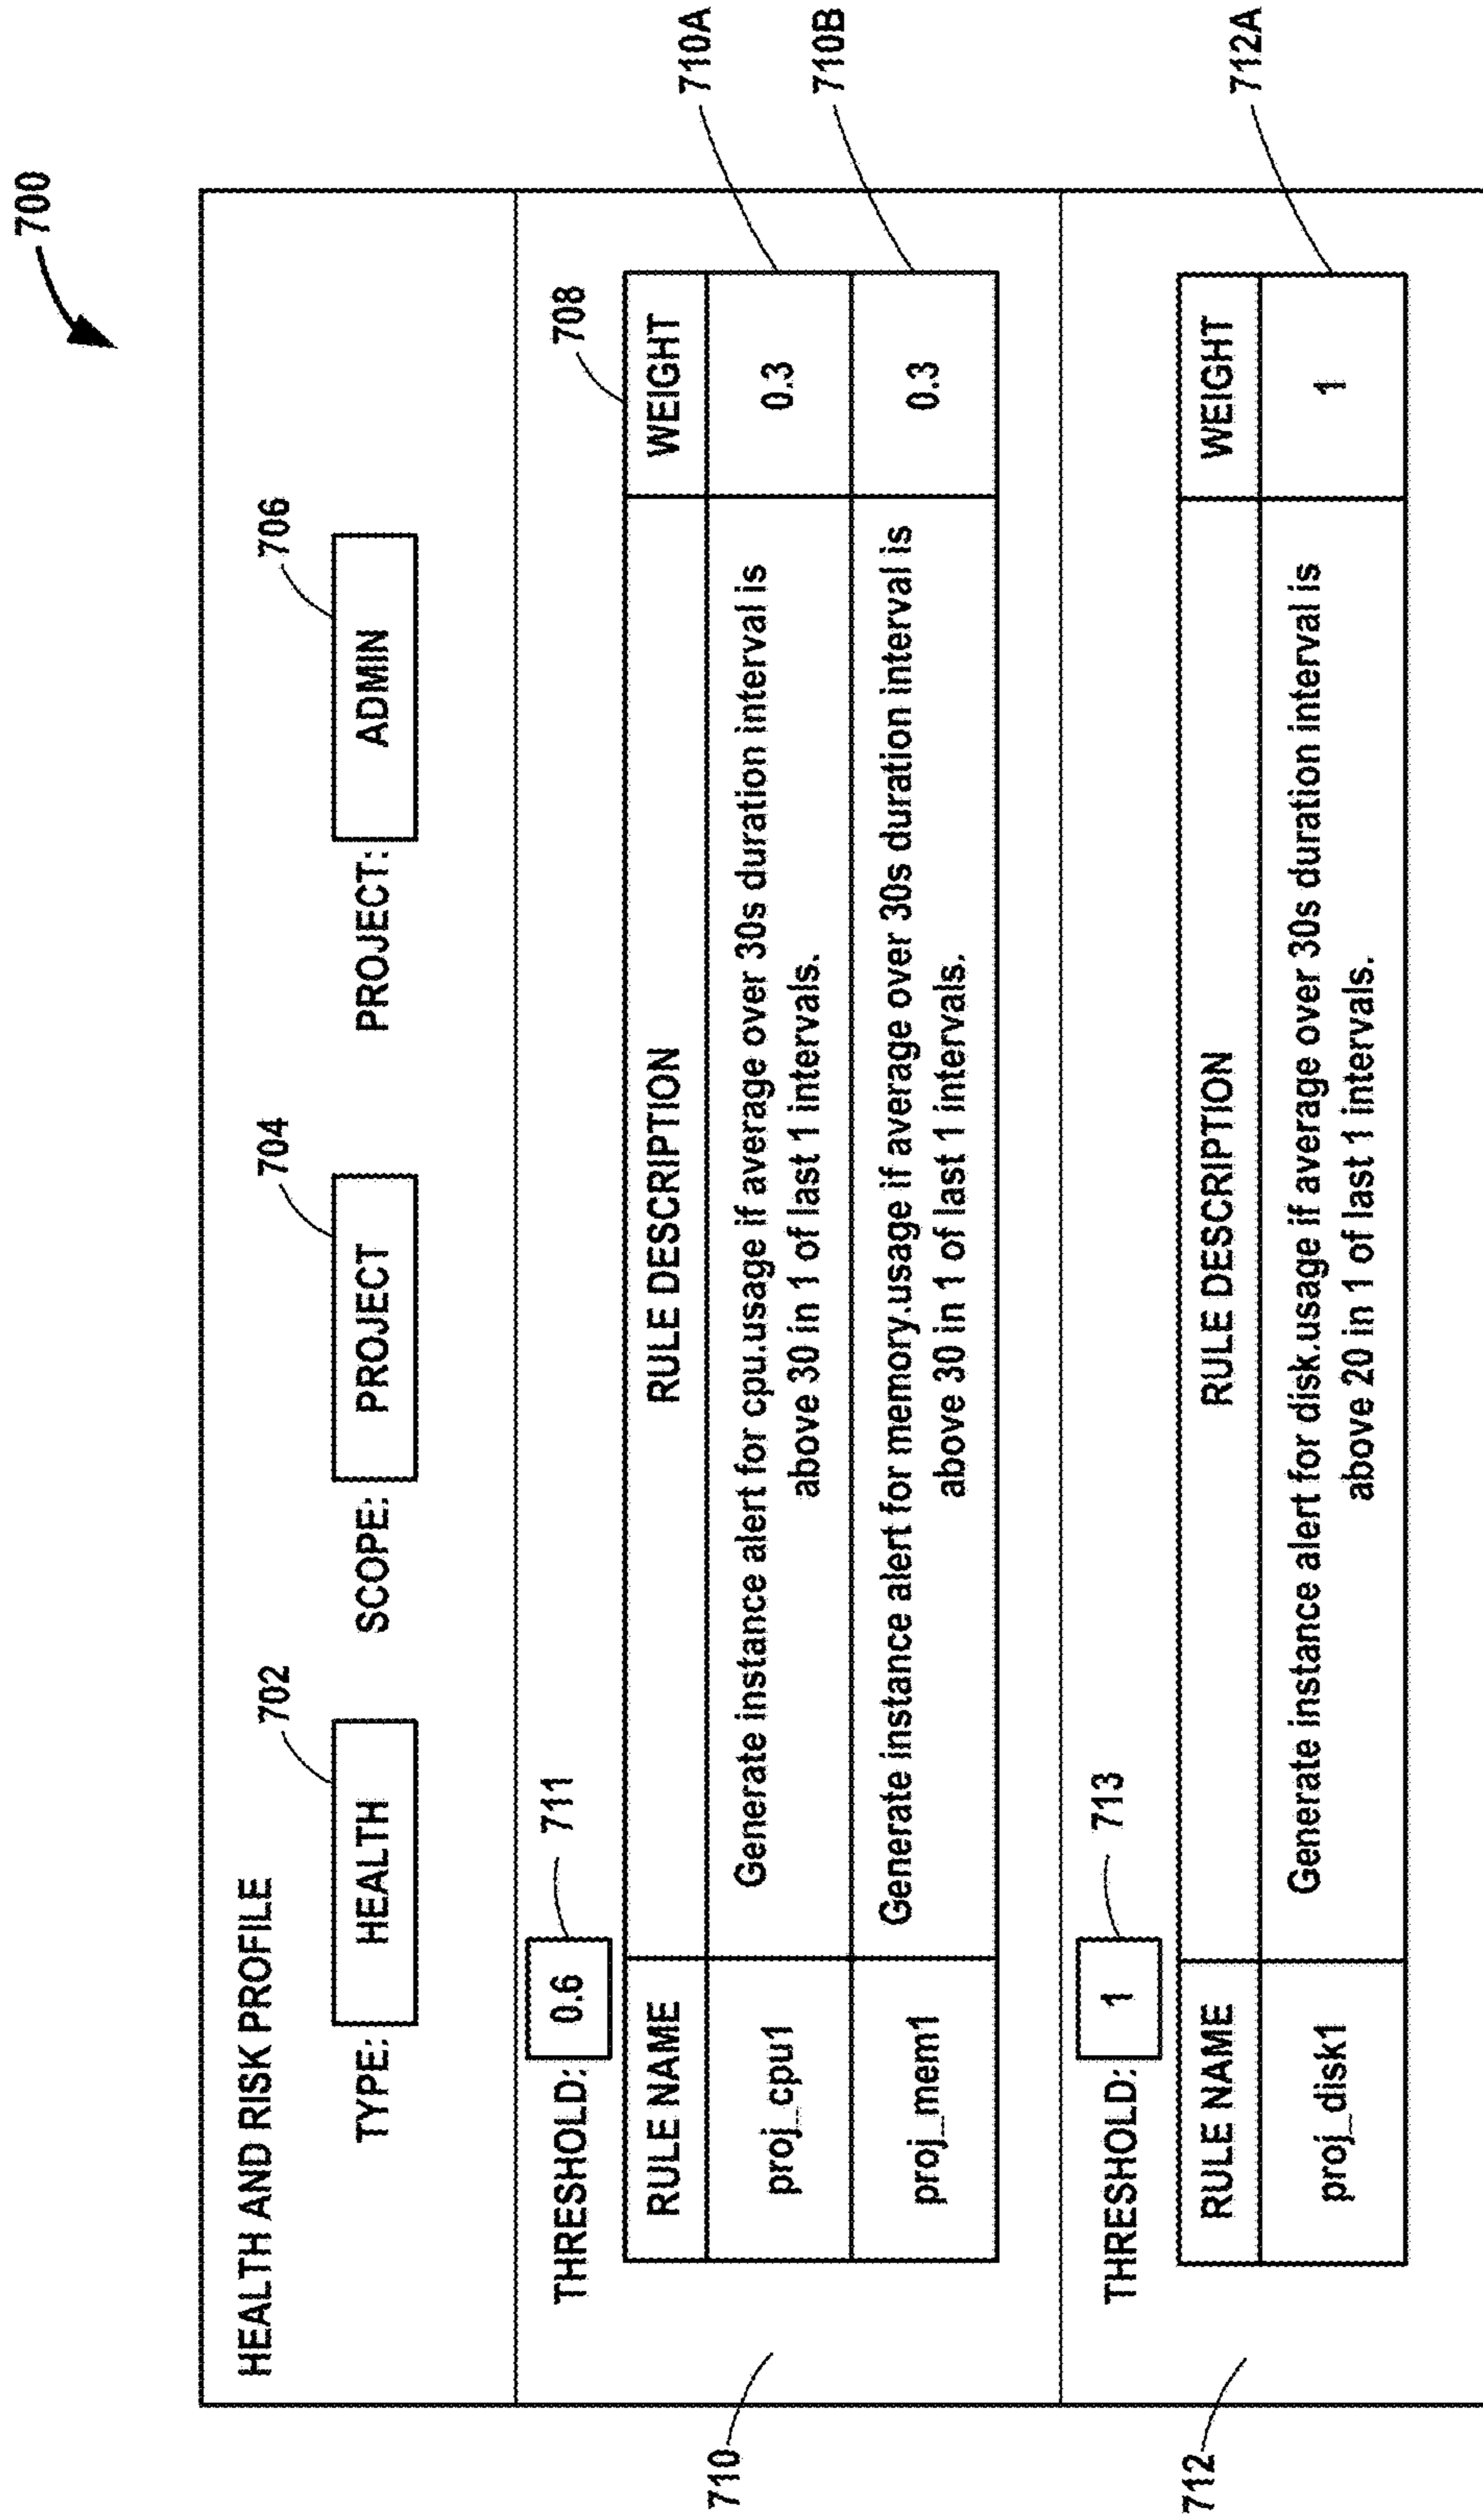 700
HEALTH AND RISK PROFILE
702
704
706
TYPE: HEALTH SCOPE: PROJECT PROJECT: ADMIN
THRESHOLD: 0.6
711
708
RULE NAME RULE DESCRIPTION WEIGHT
proj_cpu1 Generate instance alert for cpu.usage if average over 30s duration interval is
above 30 in 1 of last 1 intervals.
0.3
710A
proj_mem1 Generate instance alert for memory.usage if average over 30s duration interval is
above 30 in 1 of last 1 intervals.
0.3
710B
710
THRESHOLD: 1
713
RULE NAME RULE DESCRIPTION WEIGHT
proj_disk1 Generate instance alert for disk.usage if average over 30s duration interval is
above 20 in 1 of last 1 intervals.
1
712A
712